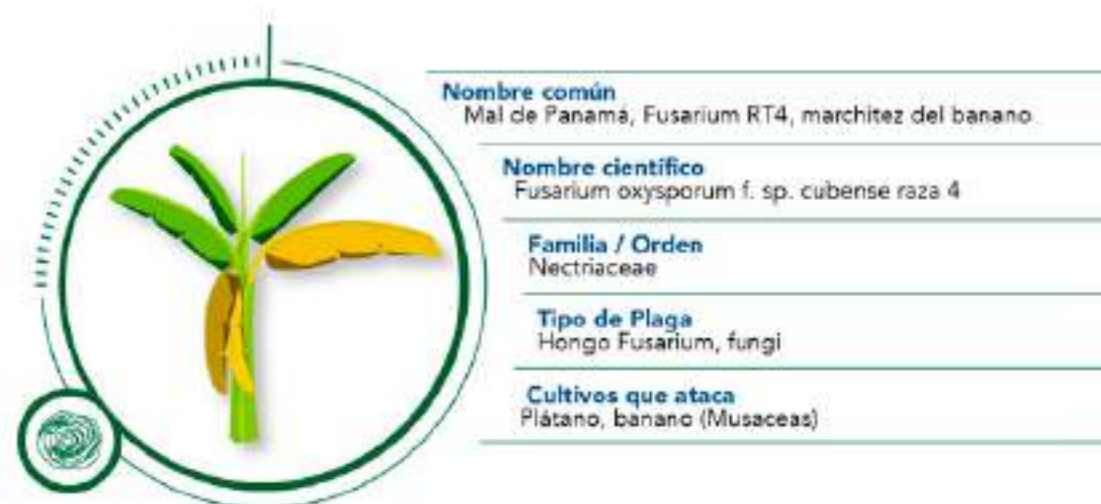 Nombre común
Mal de Panamá, Fusarium RT4, marchitez del banano
Nombre científico
Fusarium oxysporum f. sp. cubense raza 4
Familia / Orden
Nectriaceae
Tipo de Plaga
Hongo Fusarium, fungi
Cultivos que ataca
Plátano, banano (Musaceas)